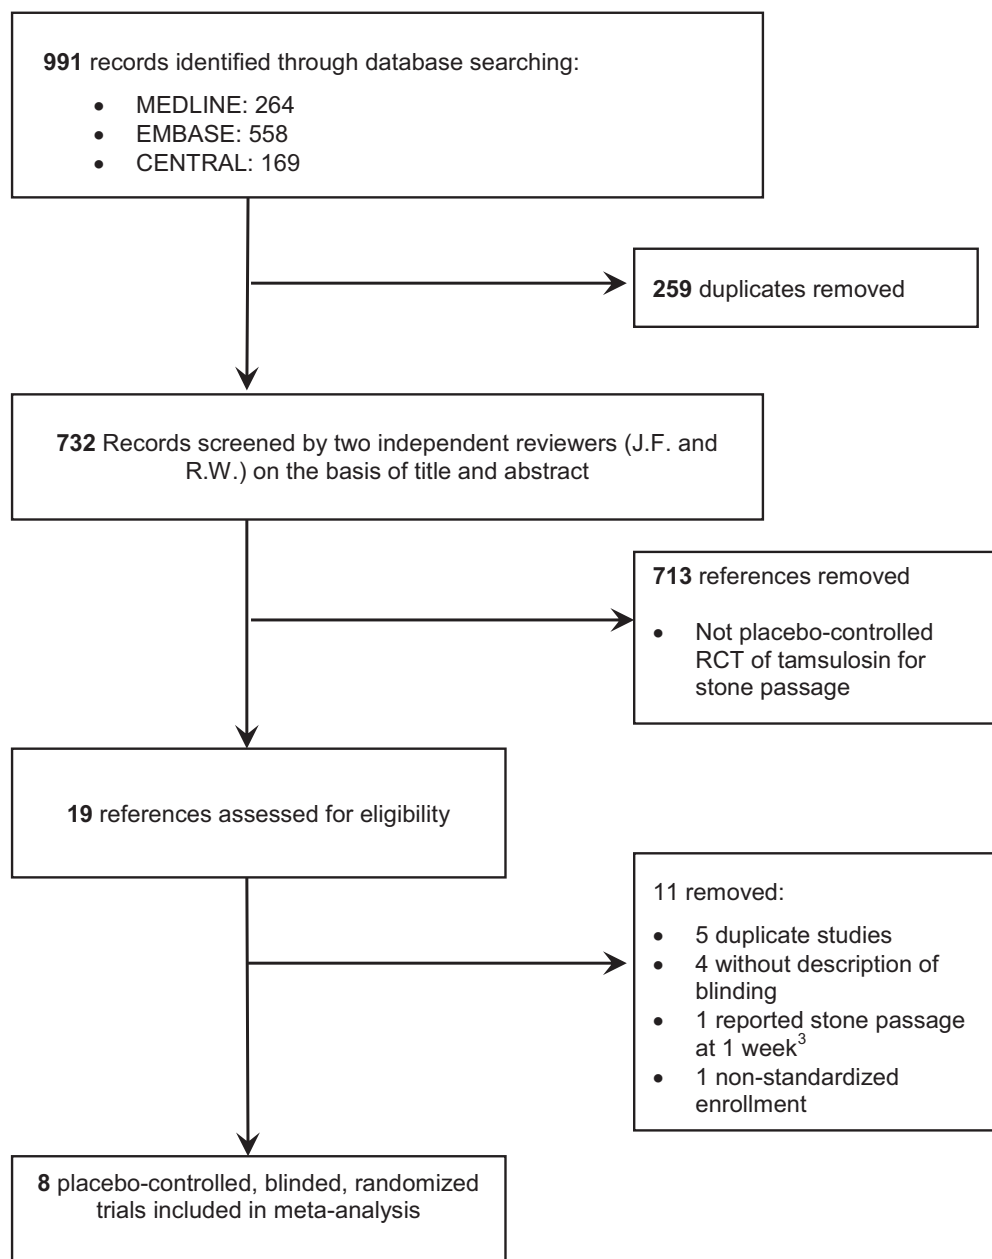 991 records identified through database searching:
• MEDLINE: 264
• EMBASE: 558
• CENTRAL: 169
259 duplicates removed
732 Records screened by two independent reviewers (J.F. and
R.W.) on the basis of title and abstract
713 references removed
• Not placebo-controlled
RCT of tamsulosin for
stone passage
19 references assessed for eligibility
11 removed:
• 5 duplicate studies
• 4 without description of
blinding
• 1 reported stone passage
at 1 week³
• 1 non-standardized
enrollment
8 placebo-controlled, blinded, randomized
trials included in meta-analysis